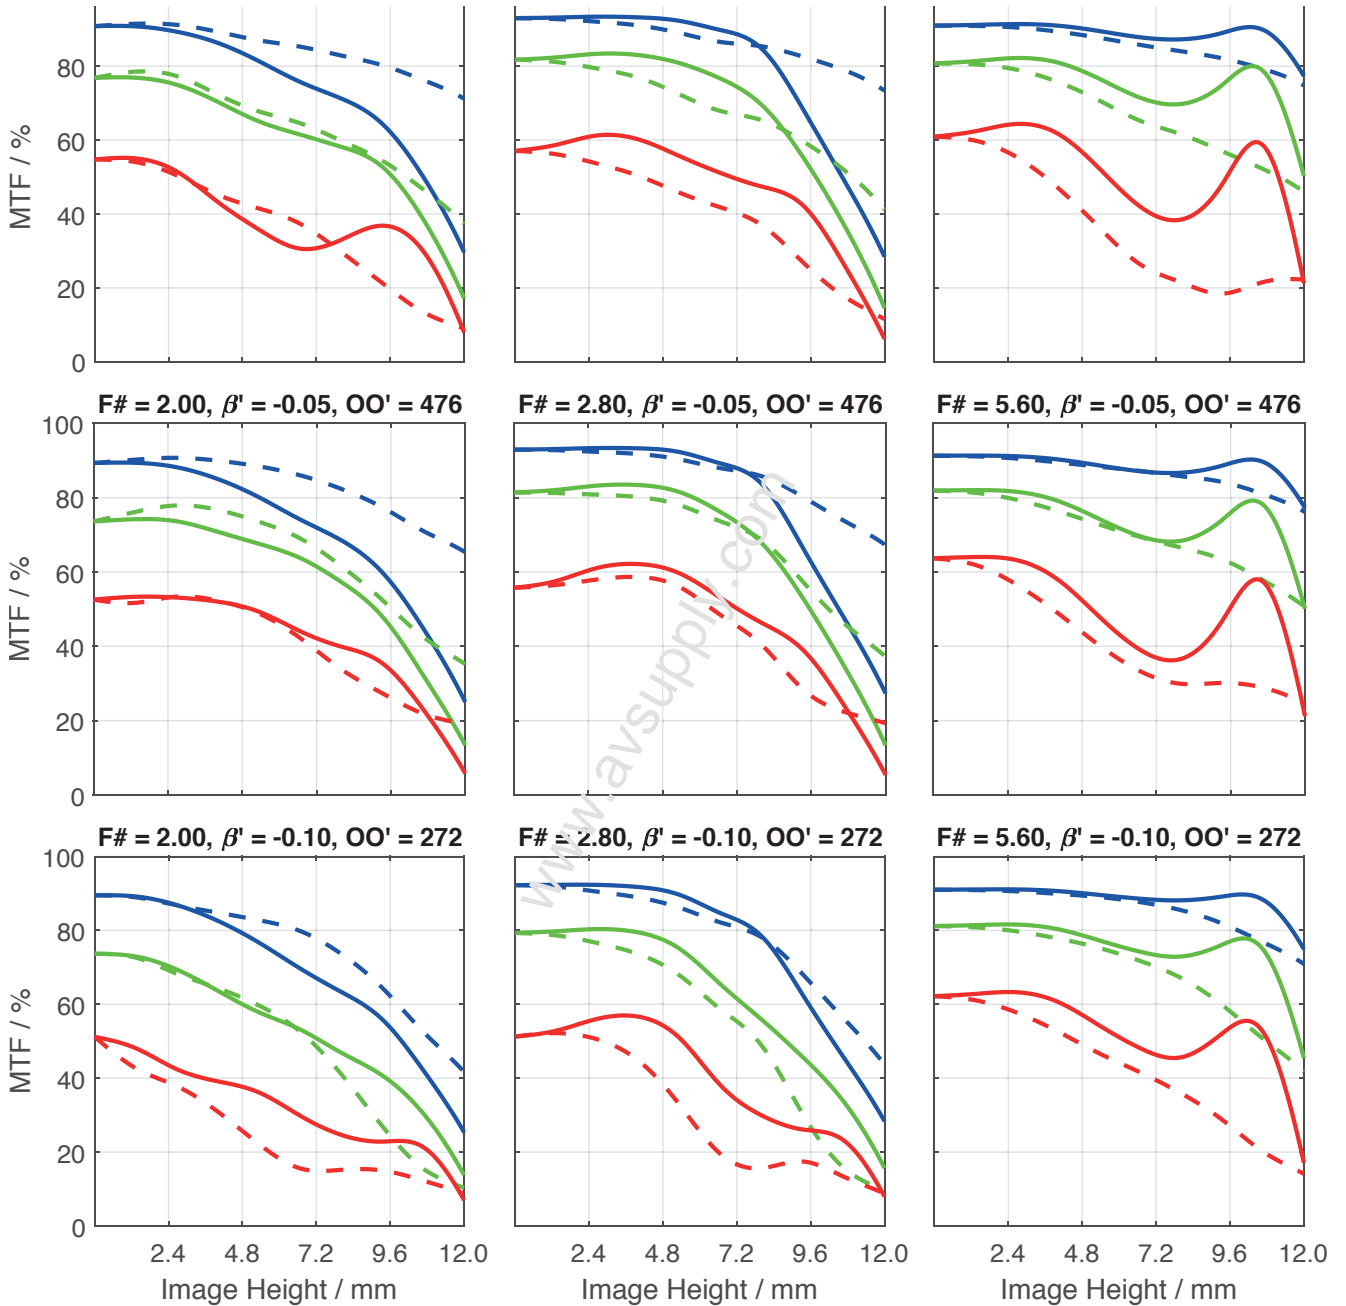 80
60
40
20
0
MTF / %
F# = 2.00, β' = -0.05, OO' = 476
F# = 2.80, β' = -0.05, OO' = 476
F# = 5.60, β' = -0.05, OO' = 476
100
80
60
40
20
0
MTF / %
www.avsupply.com
F# = 2.00, β' = -0.10, OO' = 272
F# = 2.80, β' = -0.10, OO' = 272
F# = 5.60, β' = -0.10, OO' = 272
100
80
60
40
20
0
MTF / %
2.4 4.8 7.2 9.6 12.0
2.4 4.8 7.2 9.6 12.0
2.4 4.8 7.2 9.6 12.0
Image Height / mm
Image Height / mm
Image Height / mm